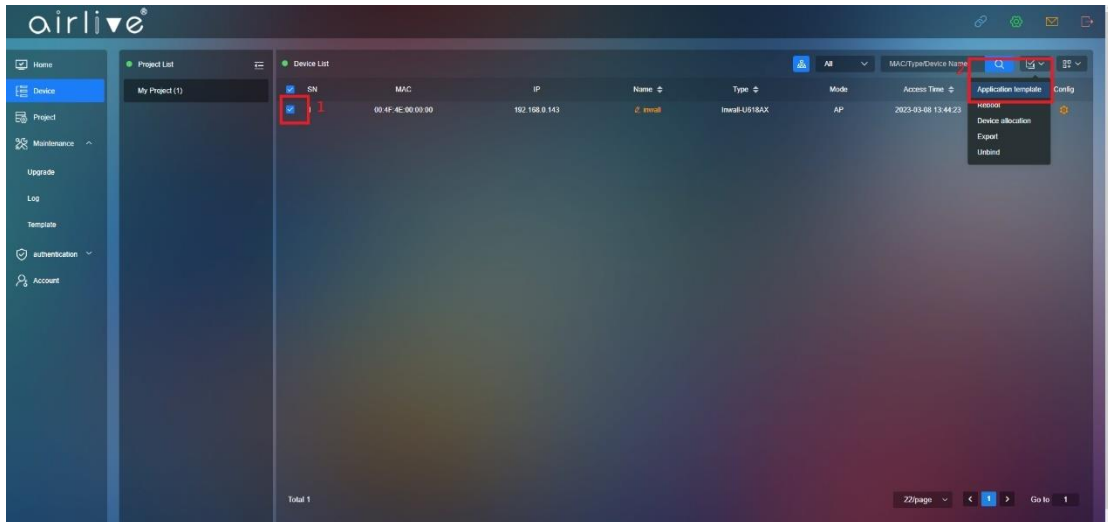 airlive®
Home
Project List
Device List
All
MAC/Type/Device Name
Device
My Project (1)
SN MAC IP Name Type Mode Access Time Application template Config
1
00:4F:4E:00:00:00 192.168.0.143 inwall Inwall-U618AX AP 2023-03-08 13:44:23 Reboot
Project
Device allocation
Maintenance
Export
Unbind
Upgrade
Log
Template
authentication
Account
Total 1
22/page
1
Go to 1